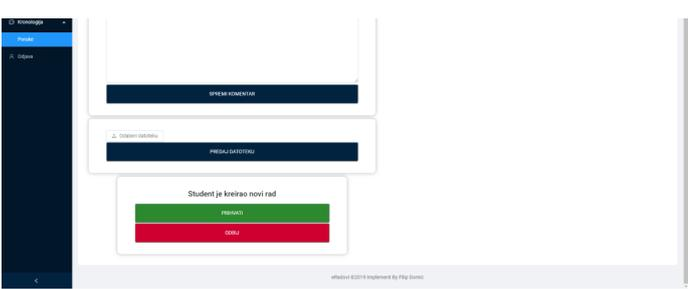 Kronologija
Poruke
Odjava
SPREMI KOMENTAR
Odaberi datoteku
PREDAJ DATOTEKU
Student je kreirao novi rad
PRIHVATI
ODBIJ
eRadovi ©2019 Implement By Filip Domić